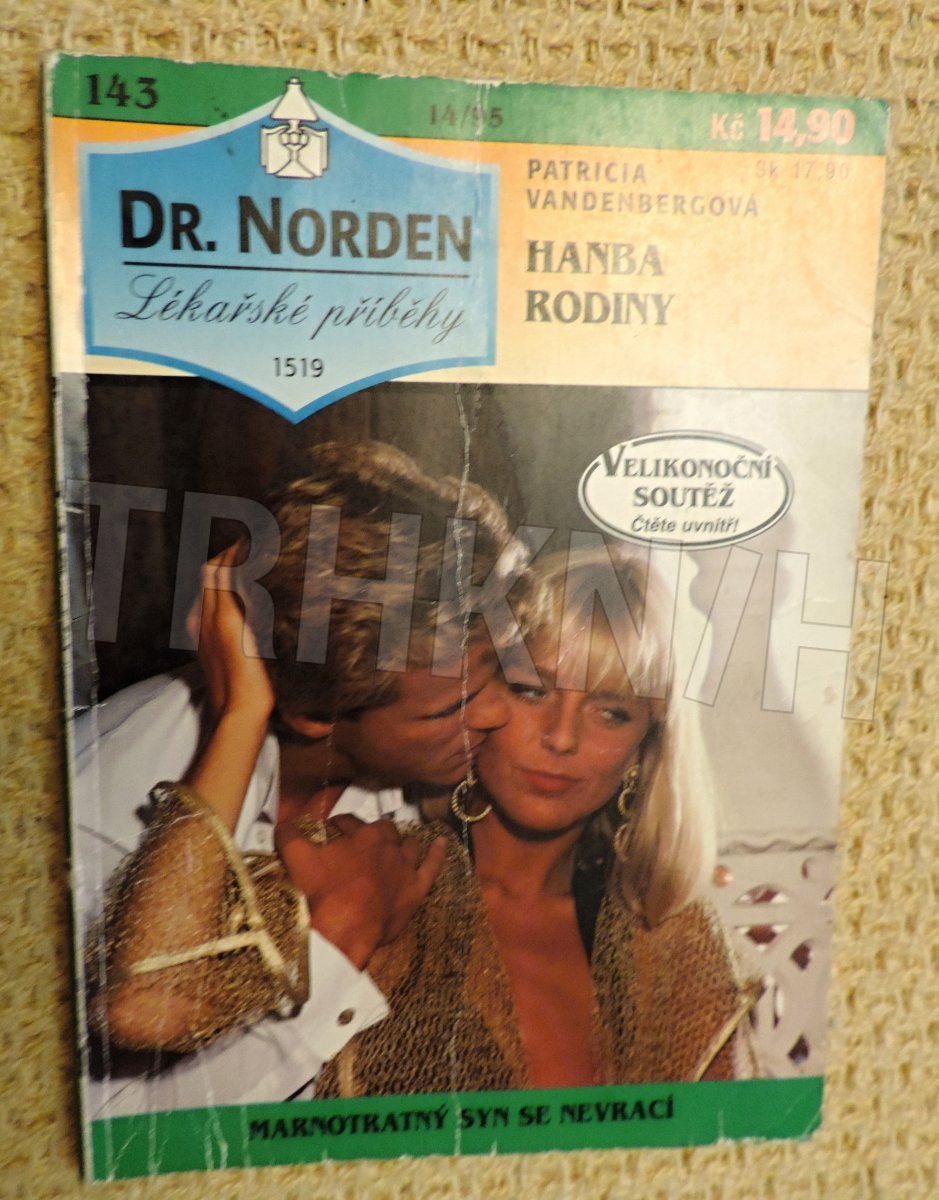 143
14/95
Kč 14,90
Sk 17,90
DR. NORDEN
Lékařské příběhy
1519
PATRICIA
VANDENBERGOVÁ
HANBA
RODINY
VELIKONOČNÍ
SOUTĚŽ
Čtěte uvnitř!
TRHKNIH
MARNOTRATNÝ SYN SE NEVRACÍ